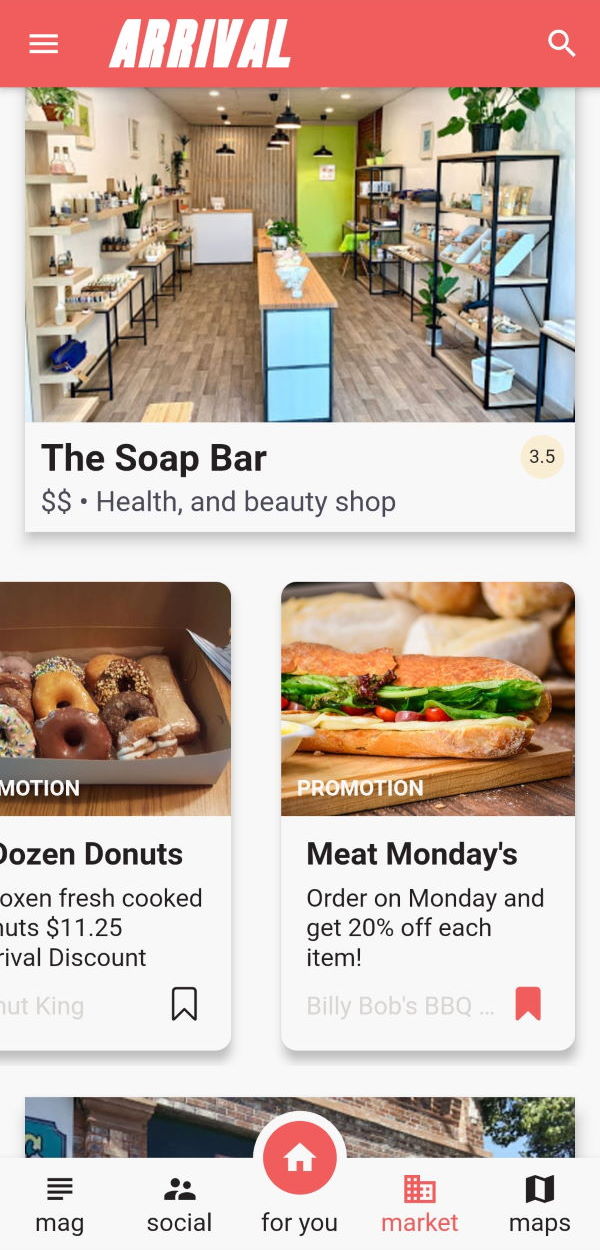 ARRIVAL
The Soap Bar
3.5
$$ • Health, and beauty shop
MOTION
PROMOTION
Dozen Donuts
oxen fresh cooked
nuts $11.25
rival Discount
nut King
Meat Monday's
Order on Monday and
get 20% off each
item!
Billy Bob's BBQ ...
mag
social
for you
market
maps